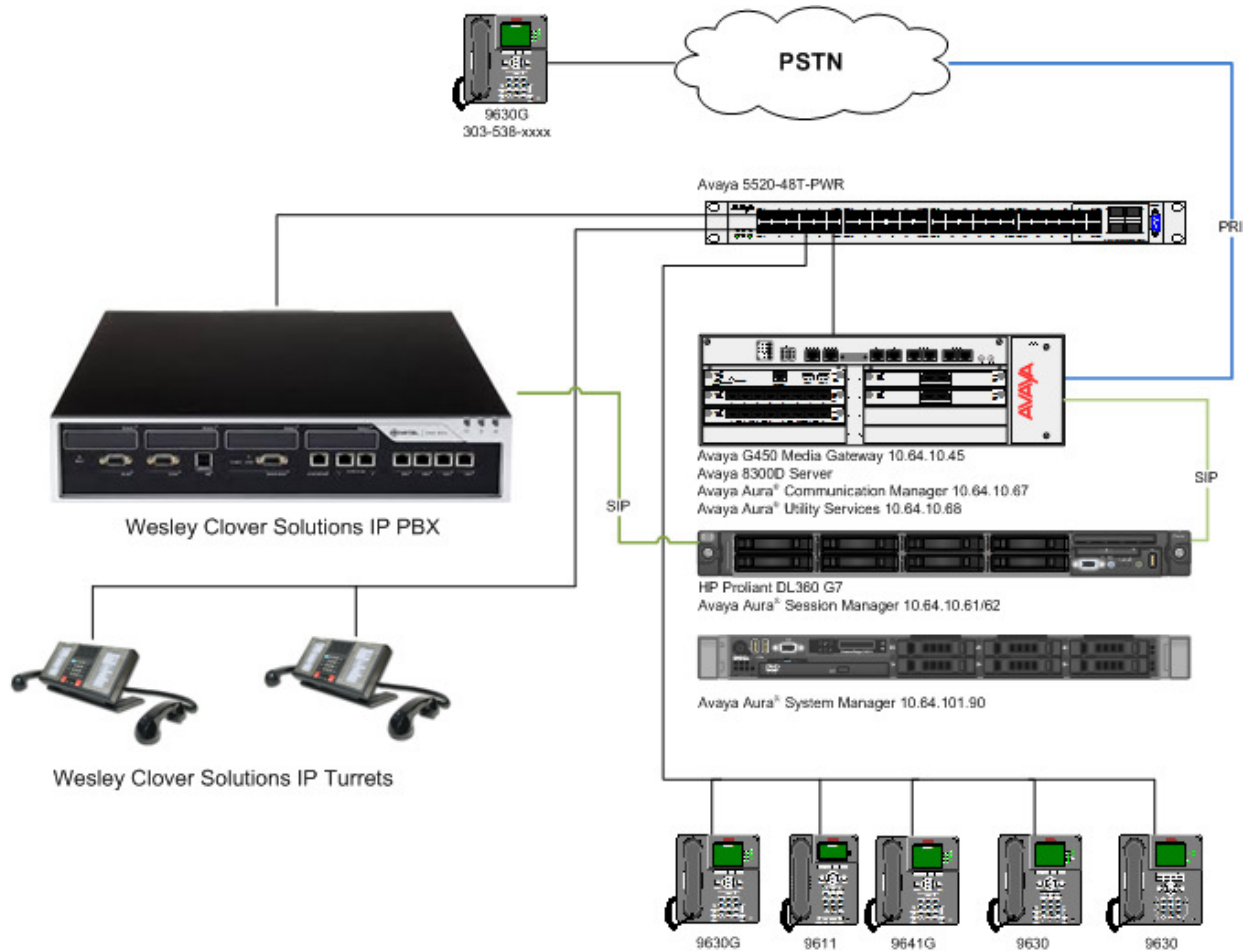 PSTN
9630G
303-538-xxxx
Avaya 5520-48T-PWR
PRI
AVAYA
Avaya G450 Media Gateway 10.64.10.45
Avaya 8300D Server
Avaya Aura® Communication Manager 10.64.10.67
Avaya Aura® Utility Services 10.64.10.68
SIP
SIP
Wesley Clover Solutions IP PBX
HP Proliant DL360 G7
Avaya Aura® Session Manager 10.64.10.61/62
Avaya Aura® System Manager 10.64.101.90
Wesley Clover Solutions IP Turrets
9630G
9611
9641G
9630
9630